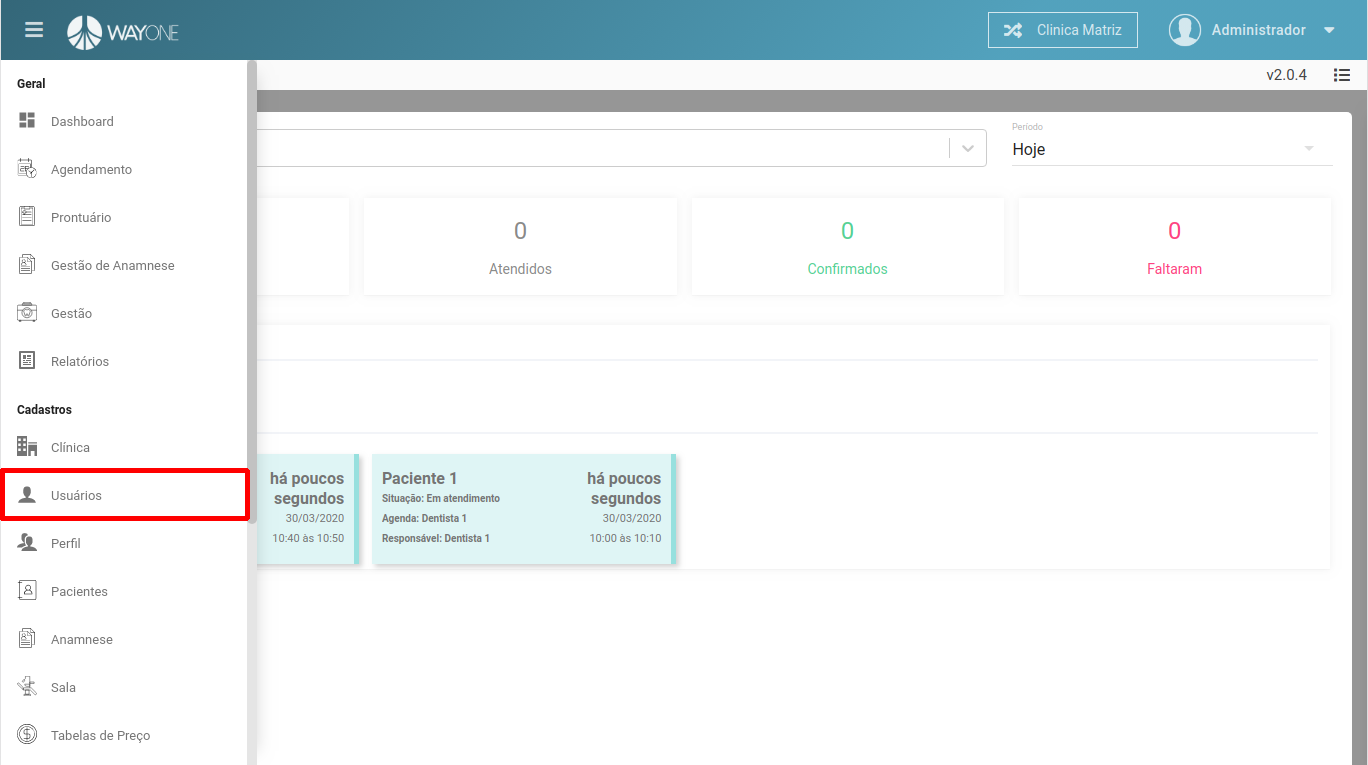 WAYONE
Clinica Matriz
Administrador
v2.0.4
Geral
Dashboard
Agendamento
Prontuário
Gestão de Anamnese
Gestão
Relatórios
Cadastros
Clínica
Usuários
Perfil
Pacientes
Anamnese
Sala
Tabelas de Preço
Período
Hoje
0
Atendidos
0
Confirmados
0
Faltaram
há poucos
segundos
30/03/2020
10:40 às 10:50
Paciente 1
há poucos
segundos
Situação: Em atendimento
Agenda: Dentista 1
30/03/2020
Responsável: Dentista 1
10:00 às 10:10